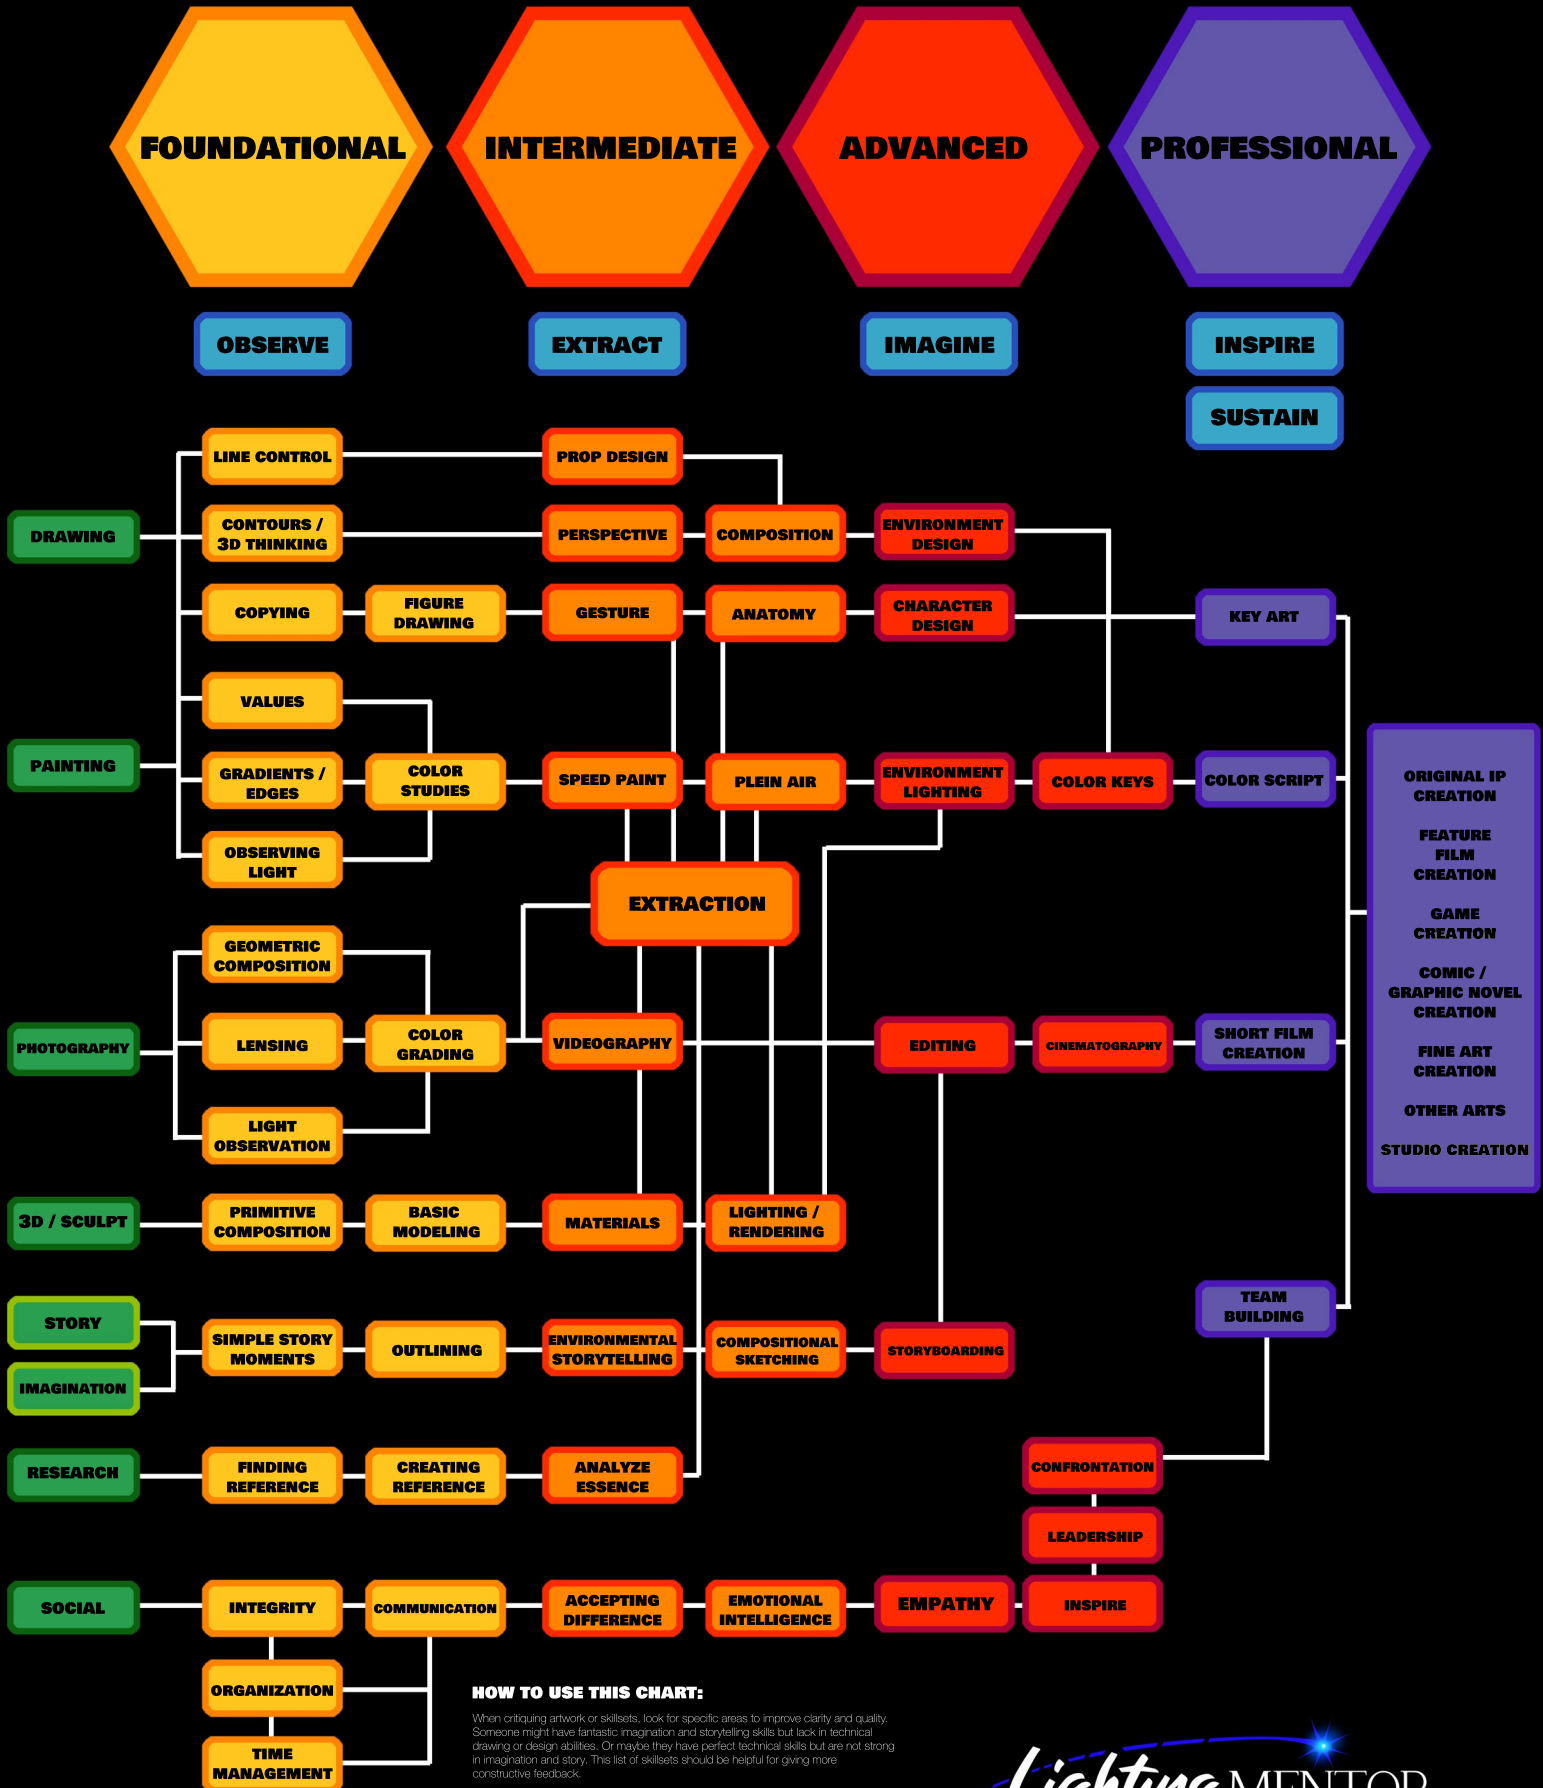 FOUNDATIONAL
INTERMEDIATE
ADVANCED
PROFESSIONAL
OBSERVE
EXTRACT
IMAGINE
INSPIRE
SUSTAIN
LINE CONTROL
PROP DESIGN
DRAWING
CONTOURS /
3D THINKING
PERSPECTIVE
COMPOSITION
ENVIRONMENT
DESIGN
COPYING
FIGURE
DRAWING
GESTURE
ANATOMY
CHARACTER
DESIGN
KEY ART
VALUES
PAINTING
GRADIENTS /
EDGES
COLOR
STUDIES
SPEED PAINT
PLEIN AIR
ENVIRONMENT
LIGHTING
COLOR KEYS
COLOR SCRIPT
OBSERVING
LIGHT
EXTRACTION
ORIGINAL IP
CREATION
FEATURE
FILM
CREATION
GAME
CREATION
COMIC /
GRAPHIC NOVEL
CREATION
FINE ART
CREATION
OTHER ARTS
STUDIO CREATION
GEOMETRIC
COMPOSITION
PHOTOGRAPHY
LENSING
COLOR
GRADING
VIDEOGRAPHY
EDITING
CINEMATOGRAPHY
SHORT FILM
CREATION
LIGHT
OBSERVATION
3D / SCULPT
PRIMITIVE
COMPOSITION
BASIC
MODELING
MATERIALS
LIGHTING /
RENDERING
STORY
IMAGINATION
SIMPLE STORY
MOMENTS
OUTLINING
ENVIRONMENTAL
STORYTELLING
COMPOSITIONAL
SKETCHING
STORYBOARDING
TEAM
BUILDING
RESEARCH
FINDING
REFERENCE
CREATING
REFERENCE
ANALYZE
ESSENCE
CONFRONTATION
LEADERSHIP
SOCIAL
INTEGRITY
COMMUNICATION
ACCEPTING
DIFFERENCE
EMOTIONAL
INTELLIGENCE
EMPATHY
INSPIRE
ORGANIZATION
TIME
MANAGEMENT
HOW TO USE THIS CHART:
When critiquing artwork or skillsets, look for specific areas to improve clarity and quality.
Someone might have fantastic imagination and storytelling skills but lack in technical
drawing or design abilities. Or maybe they have perfect technical skills but are not strong
in imagination and story. This list of skillsets should be helpful for giving more
constructive feedback.
Lighting MENTOR